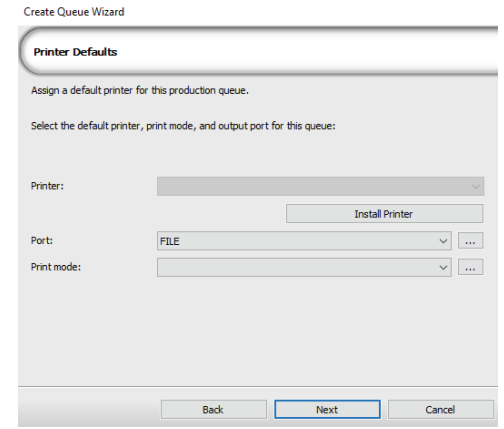 Create Queue Wizard
Printer Defaults
Assign a default printer for this production queue.
Select the default printer, print mode, and output port for this queue:
Printer:
Install Printer
Port: FILE ...
Print mode: ...
Back Next Cancel